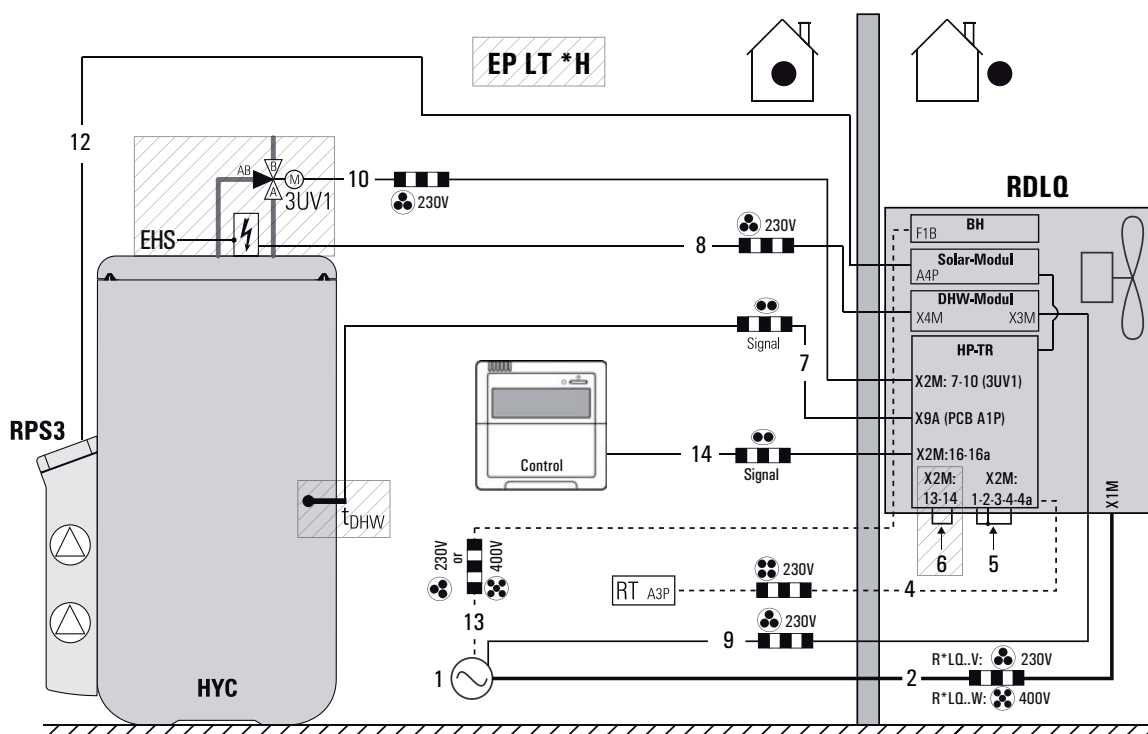 EP LT *H
12
AB
B
A
M
3UV1
10
230V
EHS
8
230V
RDLQ
BH
F1B
Solar-Modul
A4P
DHW-Modul
X4M X3M
HP-TR
X2M: 7-10 (3UV1)
X9A (PCB A1P)
X2M:16-16a
X2M: X2M:
13-14 1-2-3-4-4a
6 5
X1M
Signal
7
RPS3
Control
14
Signal
tDHW
230V
or
400V
13
RT A3P
230V
4
230V
9
1
2
R*LQ..V: 230V
R*LQ..W: 400V
HYC